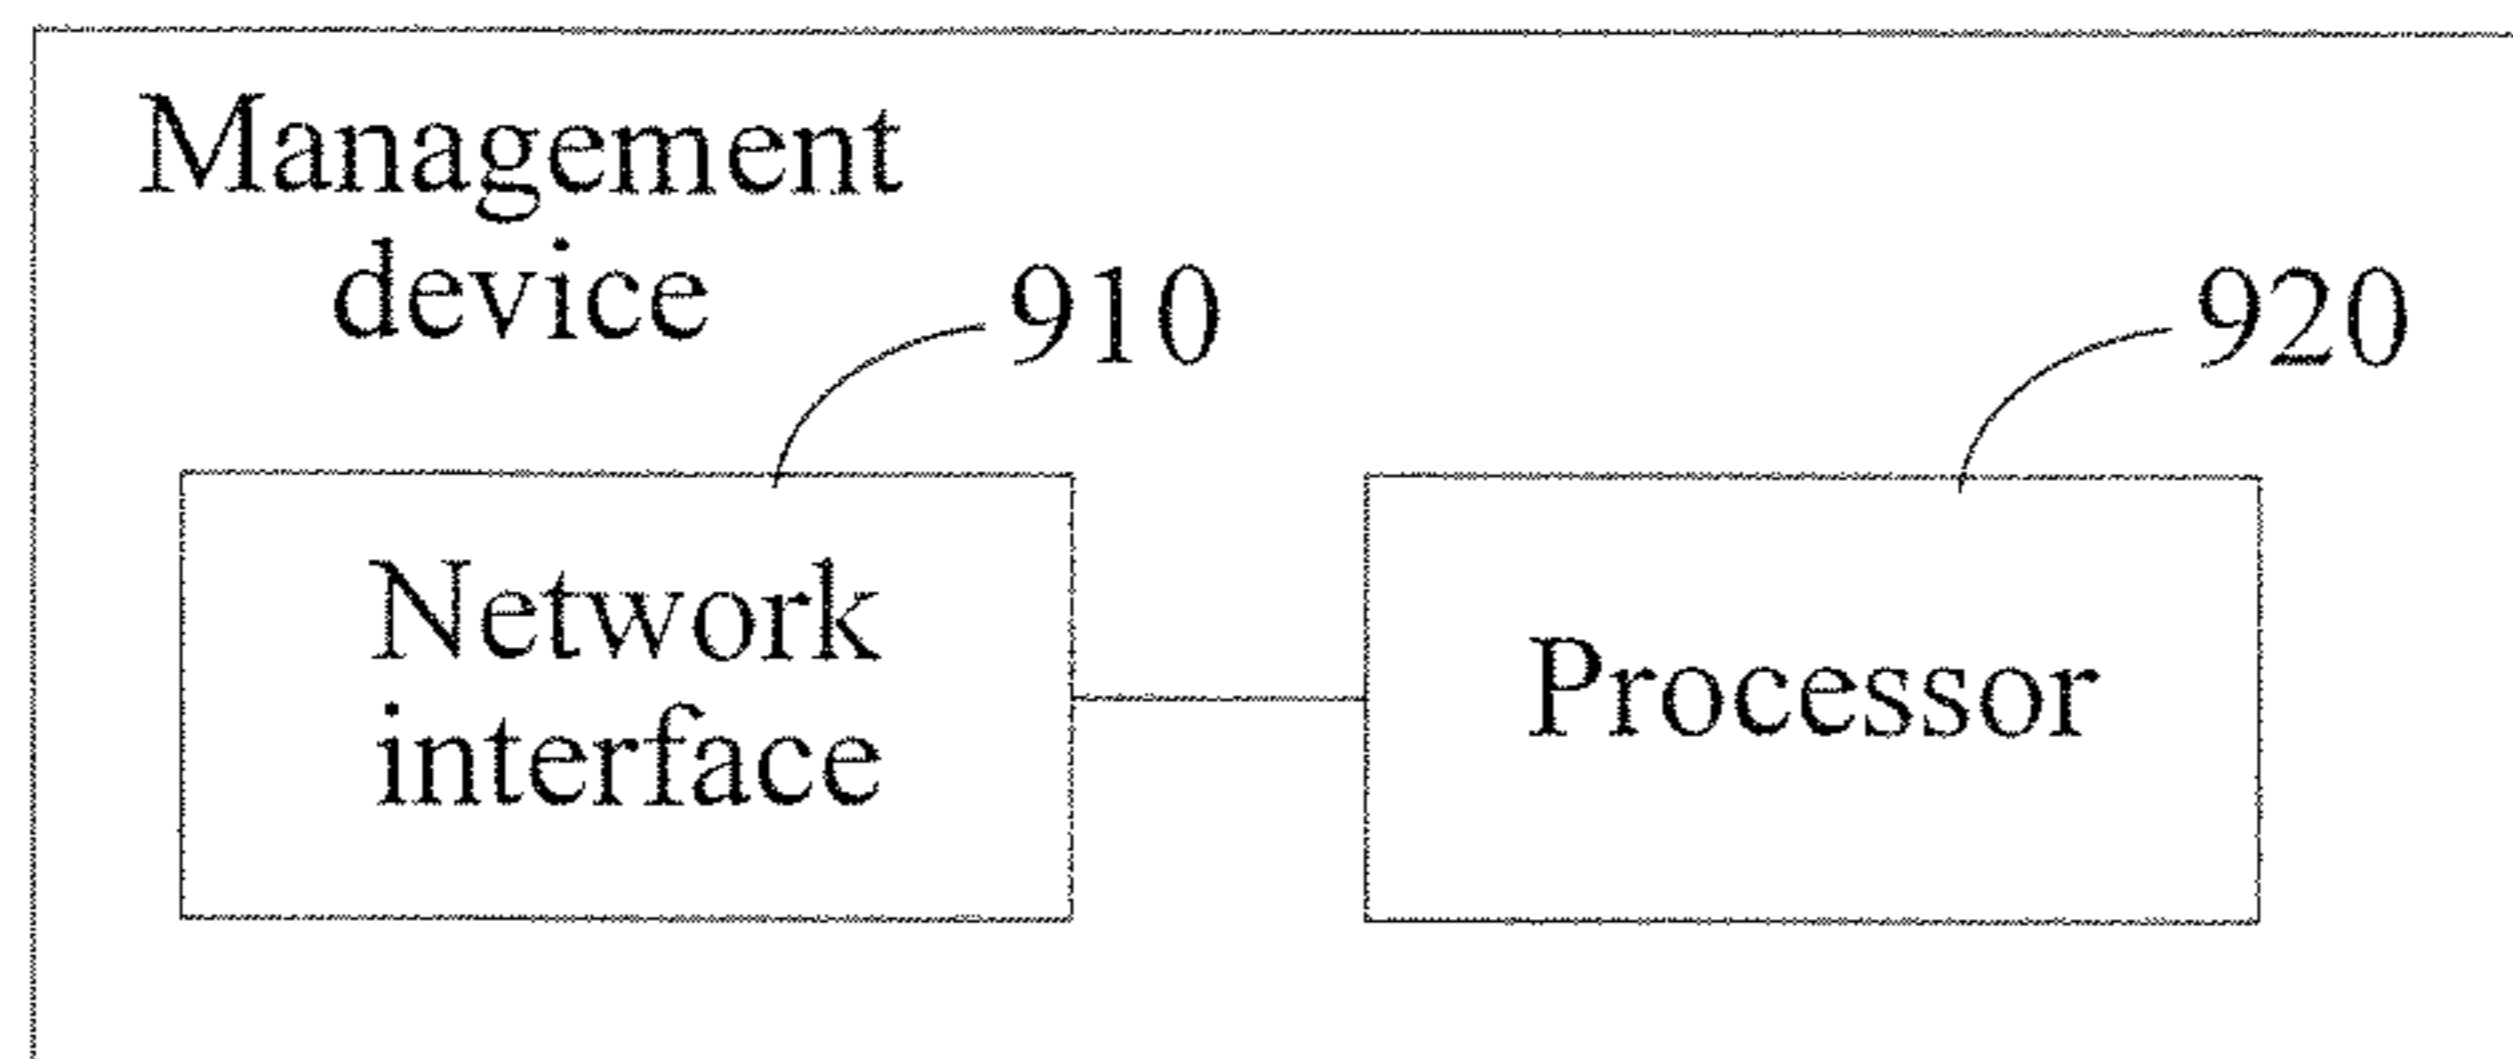 Management
device
910
920
Network
interface
Processor